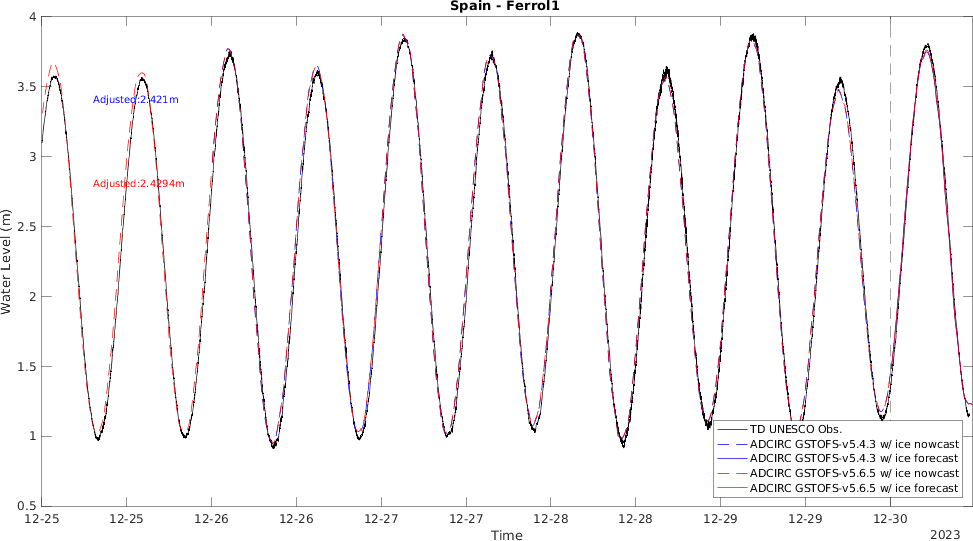 Spain - Ferrol1
4
3.5
3
2.5
2
1.5
1
0.5
Water Level (m)
Adjusted:2.421m
Adjusted:2.4294m
TD UNESCO Obs.
ADCIRC GSTOFS-v5.4.3 w/ ice nowcast
ADCIRC GSTOFS-v5.4.3 w/ ice forecast
ADCIRC GSTOFS-v5.6.5 w/ ice nowcast
ADCIRC GSTOFS-v5.6.5 w/ ice forecast
12-25 12-25 12-26 12-26 12-27 12-27 12-28 12-28 12-29 12-29 12-30
Time
2023